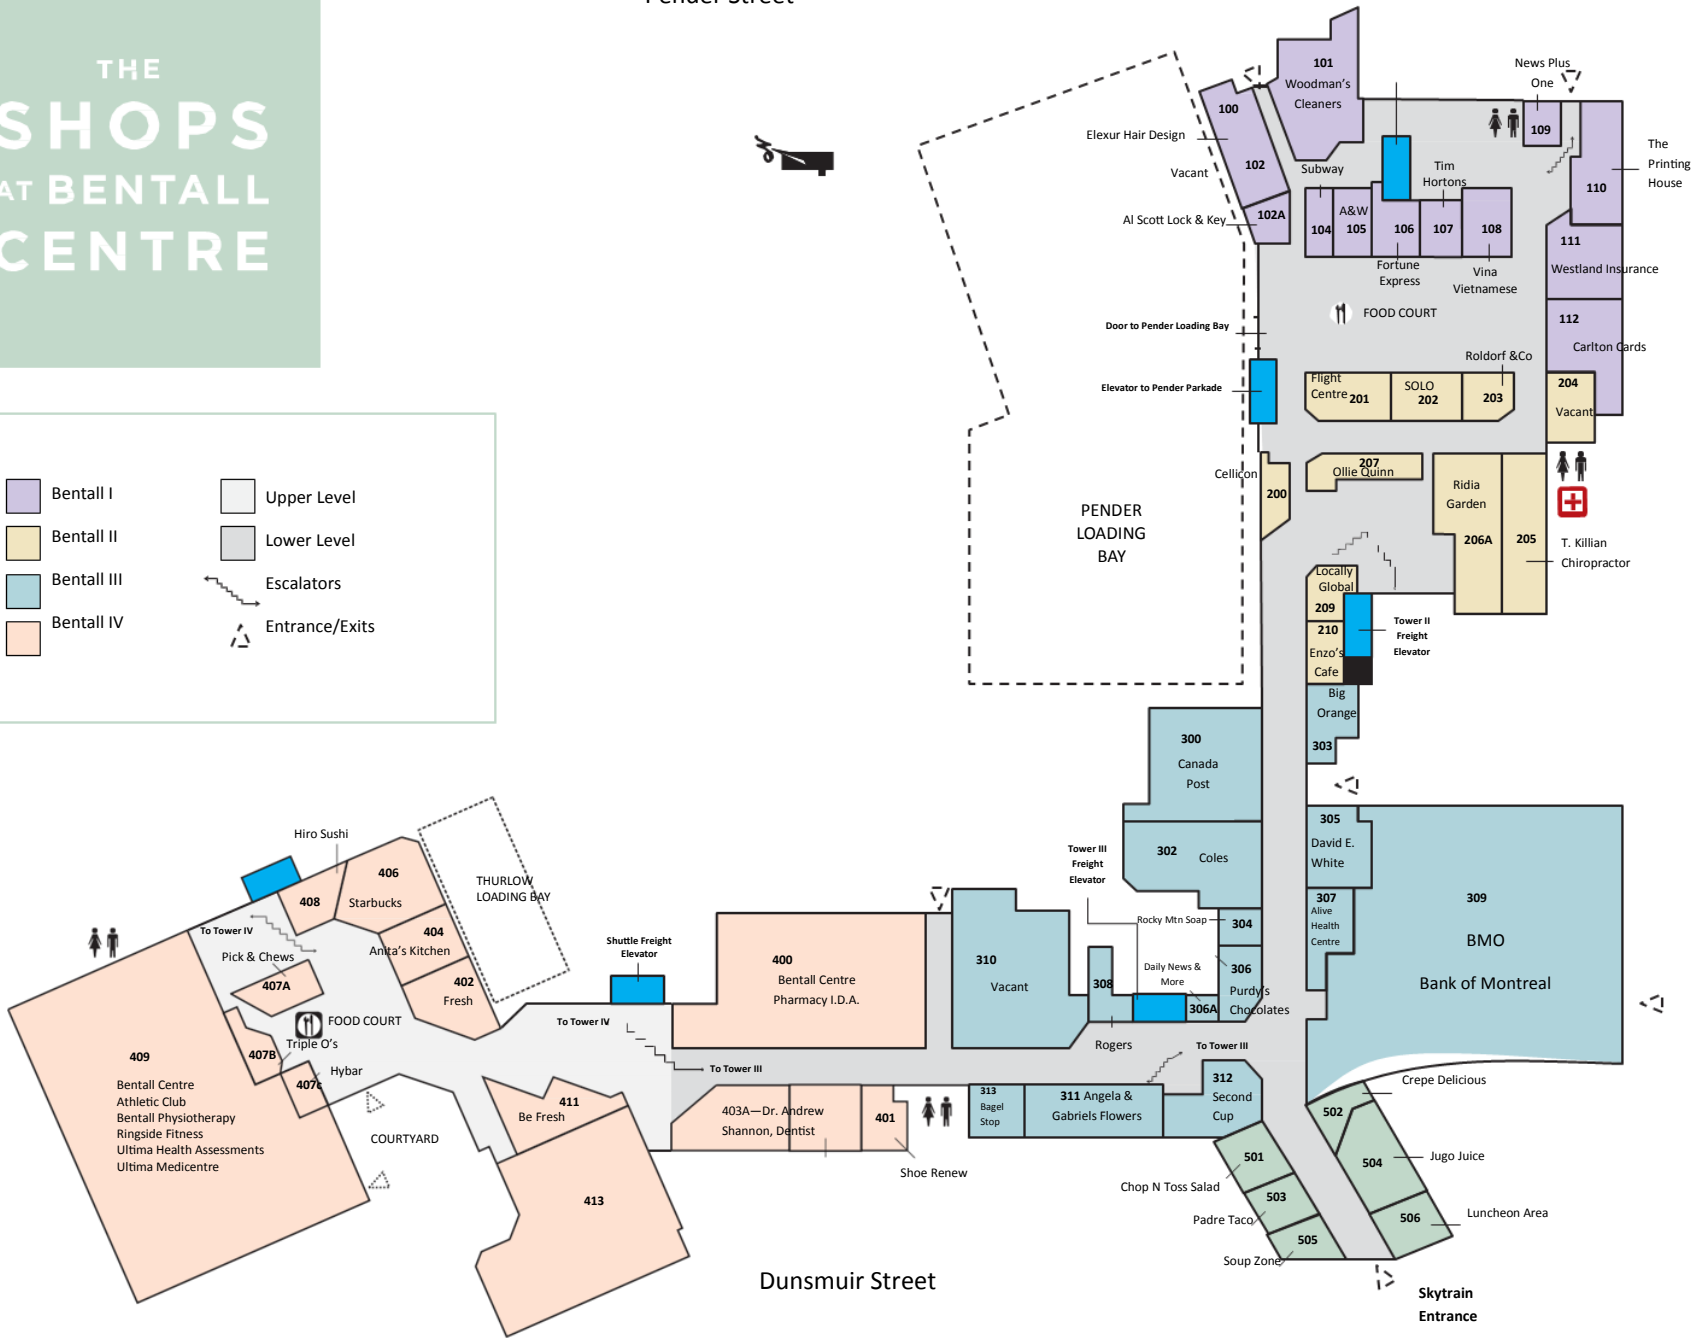 Pender Street
THE
SHOPS
AT BENTALL
CENTRE
Bentall I
Bentall II
Bentall III
Bentall IV
Upper Level
Lower Level
Escalators
Entrance/Exits
101
Woodman's
Cleaners
100
Elexur Hair Design
102
Vacant
102A
Al Scott Lock & Key
News Plus
One
109
The
Printing
House
110
Subway
104
A&W
105
106
Fortune
Express
Tim
Hortons
107
108
Vina
Vietnamese
111
Westland Insurance
112
Carlton Cards
FOOD COURT
Door to Pender Loading Bay
Elevator to Pender Parkade
Roldorf &Co
Flight
Centre 201
SOLO
202
203
204
Vacant
PENDER
LOADING
BAY
Cellicon
200
207
Ollie Quinn
Ridia
Garden
206A
205
T. Killian
Chiropractor
Locally
Global
209
210
Enzo's
Cafe
Tower II
Freight
Elevator
Big
Orange
303
300
Canada
Post
302
Coles
305
David E.
White
307
Alive
Health
Centre
309
BMO
Bank of Montreal
Tower III
Freight
Elevator
Rocky Mtn Soap
304
Daily News &
More
306
Purdy's
Chocolates
306A
308
Rogers
310
Vacant
To Tower III
312
Second
Cup
311 Angela &
Gabriels Flowers
313
Bagel
Stop
Hiro Sushi
406
Starbucks
408
THURLOW
LOADING BAY
404
Anita's Kitchen
402
Fresh
To Tower IV
Pick & Chews
407A
FOOD COURT
Triple O's
407B
Hybar
407c
409
Bentall Centre
Athletic Club
Bentall Physiotherapy
Ringside Fitness
Ultima Health Assessments
Ultima Medicentre
COURTYARD
Shuttle Freight
Elevator
To Tower IV
To Tower III
400
Bentall Centre
Pharmacy I.D.A.
411
Be Fresh
403A—Dr. Andrew
Shannon, Dentist
401
Shoe Renew
413
Crepe Delicious
502
504
Jugo Juice
506
Luncheon Area
501
Chop N Toss Salad
503
Padre Taco
505
Soup Zone
Dunsmuir Street
Skytrain
Entrance